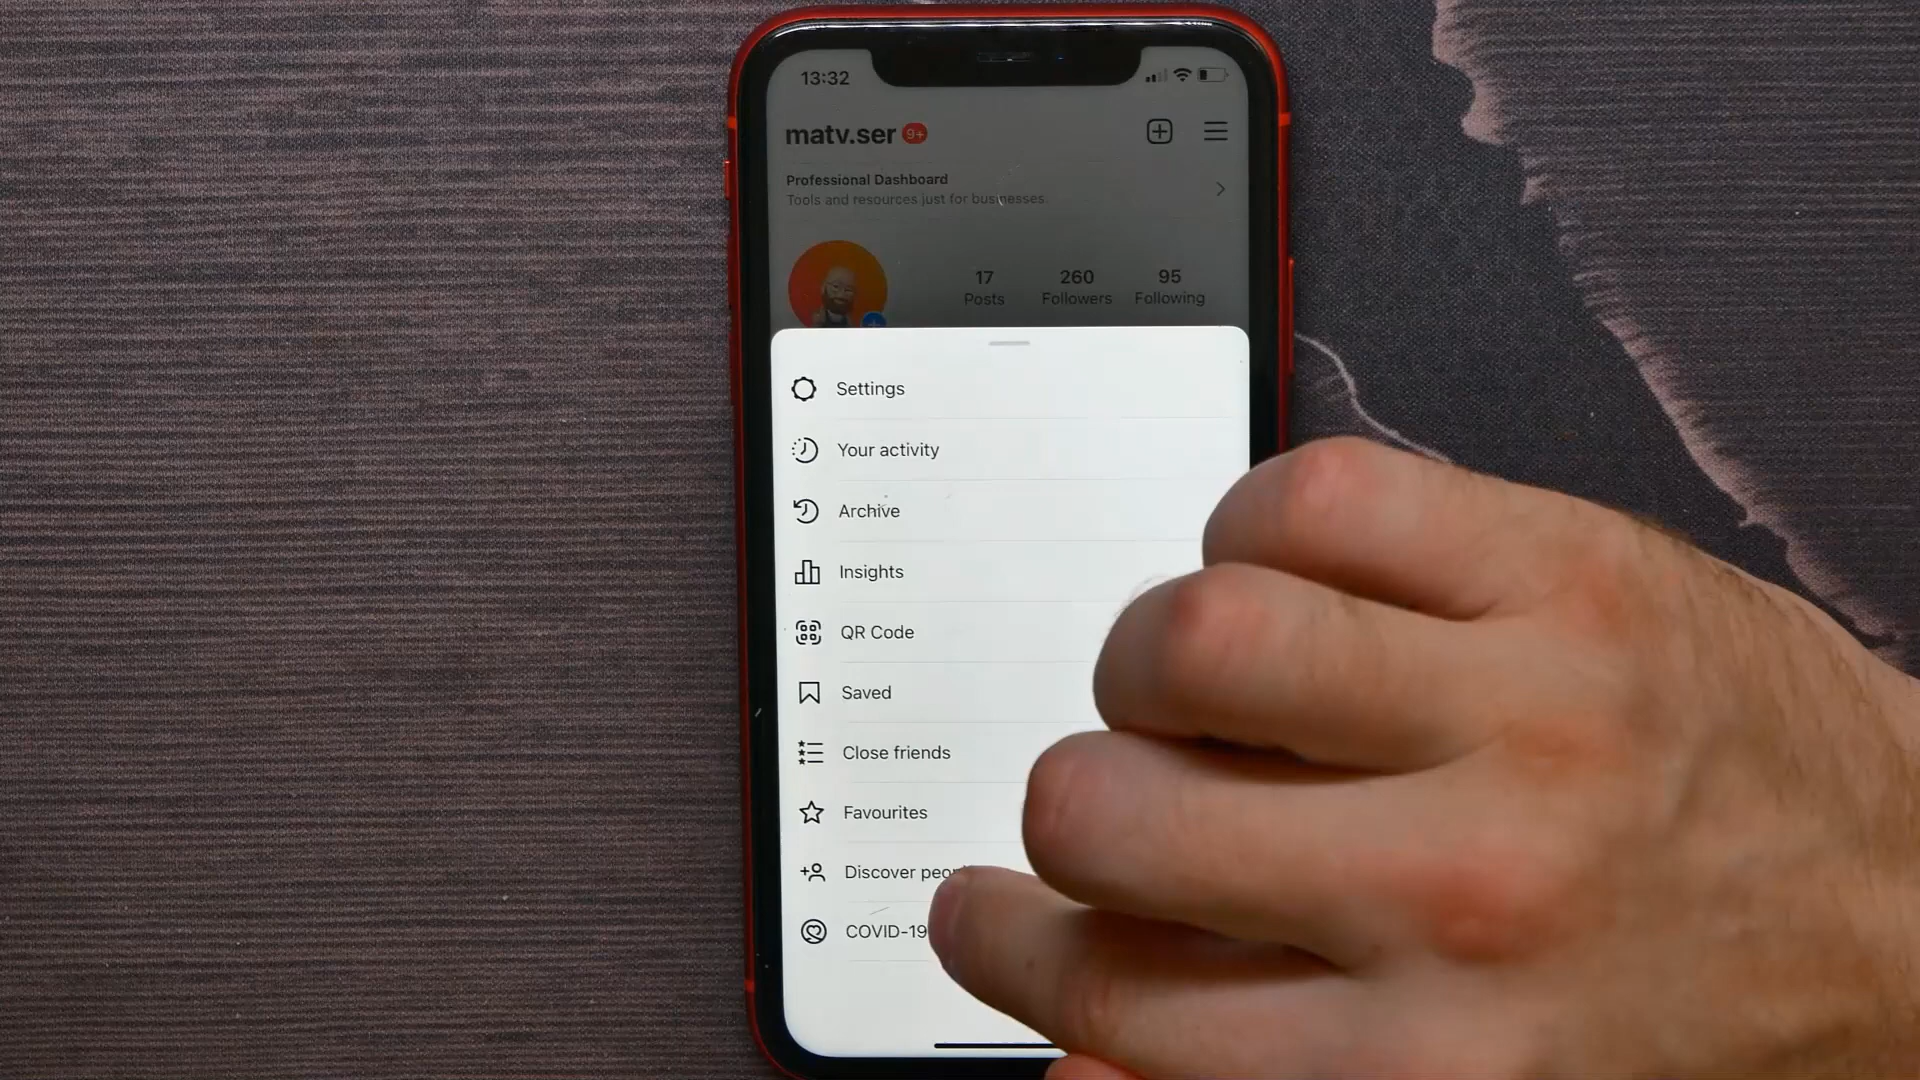 13:32
matv.ser 9+
Professional Dashboard
Tools and resources just for businesses.
17 260 95
Posts Followers Following
Settings
Your activity
Archive
Insights
QR Code
Saved
Close friends
Favourites
Discover
COVID-19